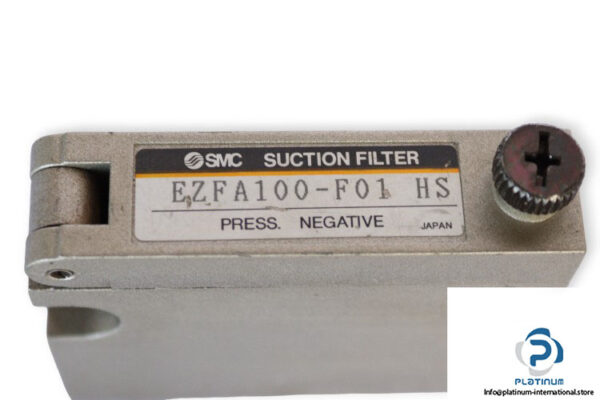 SMC SUCTION FILTER
EZFA100-F01 HS
PRESS. NEGATIVE JAPAN
PLATINUM
Info@platinum-international.store